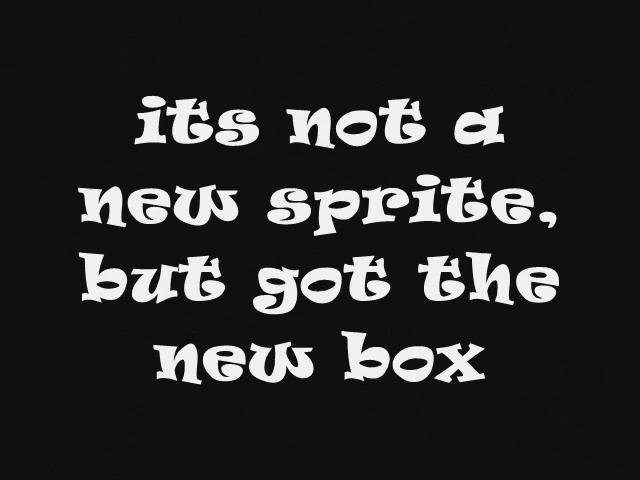 its not a
new sprite,
but got the
new box